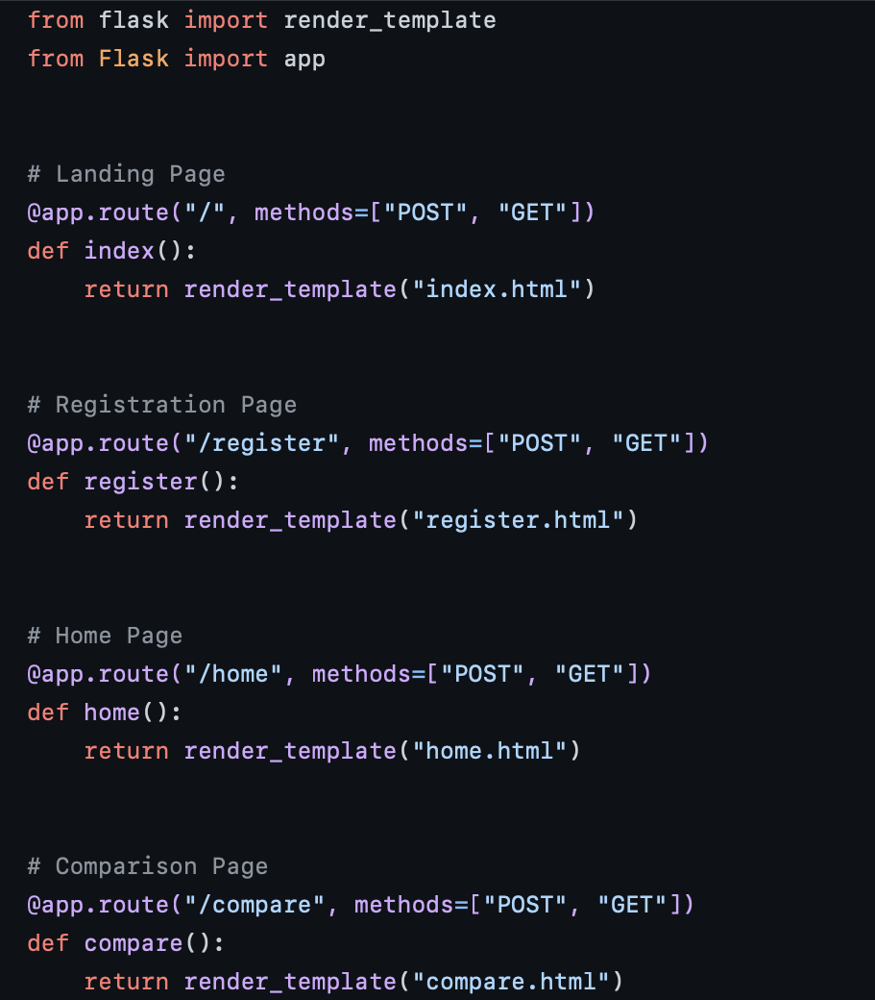 from flask import render_template
from Flask import app
# Landing Page
@app.route("/", methods=["POST", "GET"])
def index():
    return render_template("index.html")
# Registration Page
@app.route("/register", methods=["POST", "GET"])
def register():
    return render_template("register.html")
# Home Page
@app.route("/home", methods=["POST", "GET"])
def home():
    return render_template("home.html")
# Comparison Page
@app.route("/compare", methods=["POST", "GET"])
def compare():
    return render_template("compare.html")